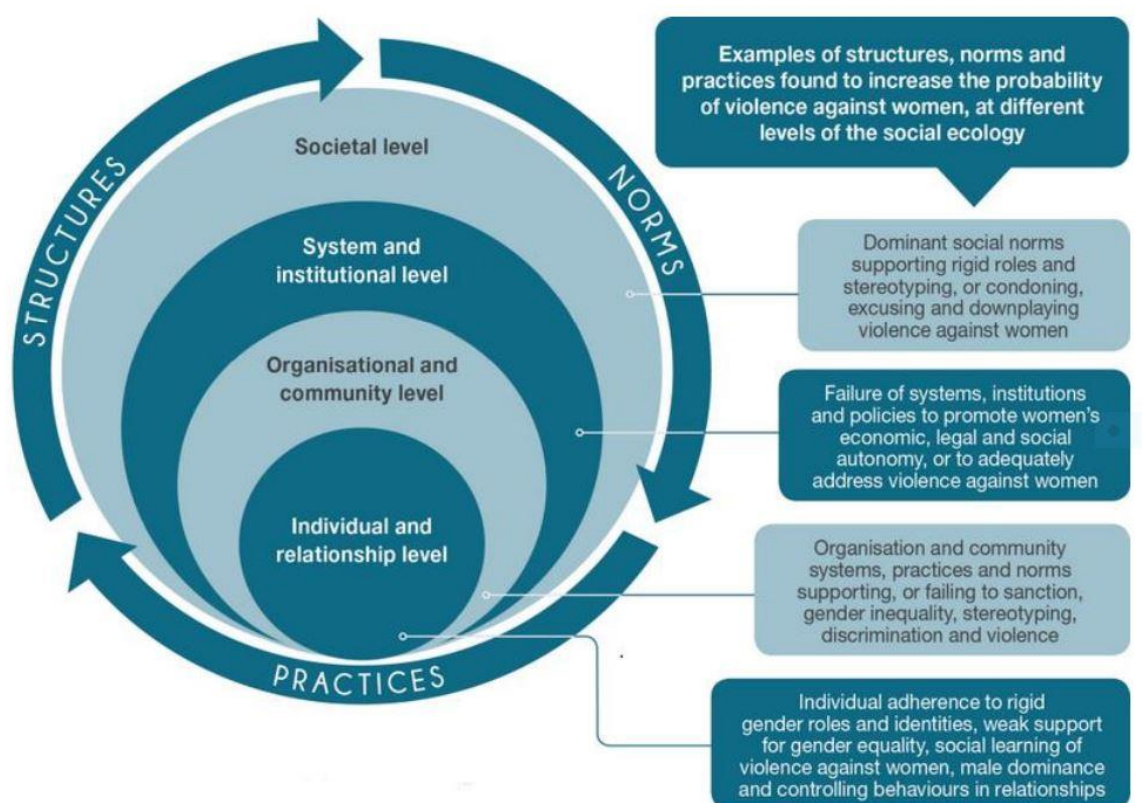 Examples of structures, norms and
practices found to increase the probability
of violence against women, at different
levels of the social ecology
STRUCTURES
NORMS
PRACTICES
Societal level
System and
institutional level
Organisational and
community level
Individual and
relationship level
Dominant social norms
supporting rigid roles and
stereotyping, or condoning,
excusing and downplaying
violence against women
Failure of systems, institutions
and policies to promote women’s
economic, legal and social
autonomy, or to adequately
address violence against women
Organisation and community
systems, practices and norms
supporting, or failing to sanction,
gender inequality, stereotyping,
discrimination and violence
Individual adherence to rigid
gender roles and identities, weak support
for gender equality, social learning of
violence against women, male dominance
and controlling behaviours in relationships